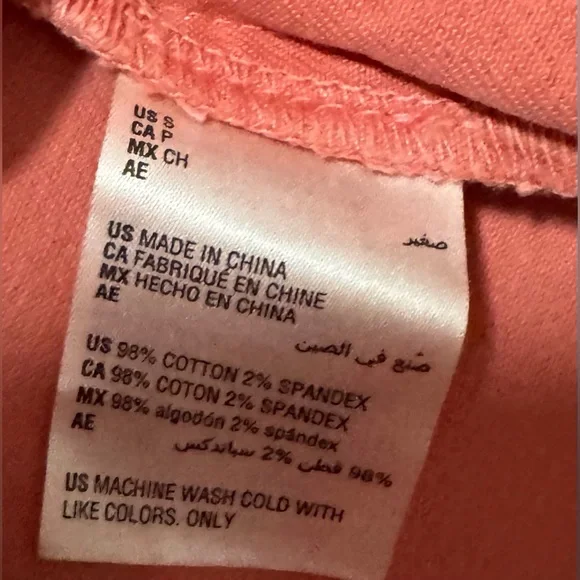 US S
CA P
MX CH
AE صغير
US MADE IN CHINA
CA FABRIQUÉ EN CHINE
MX HECHO EN CHINA
AE صنع في الصين
US 98% COTTON 2% SPANDEX
CA 98% COTON 2% SPANDEX
MX 98% algodón 2% spándex
AE 98% قطن 2% سباندكس
US MACHINE WASH COLD WITH
LIKE COLORS. ONLY